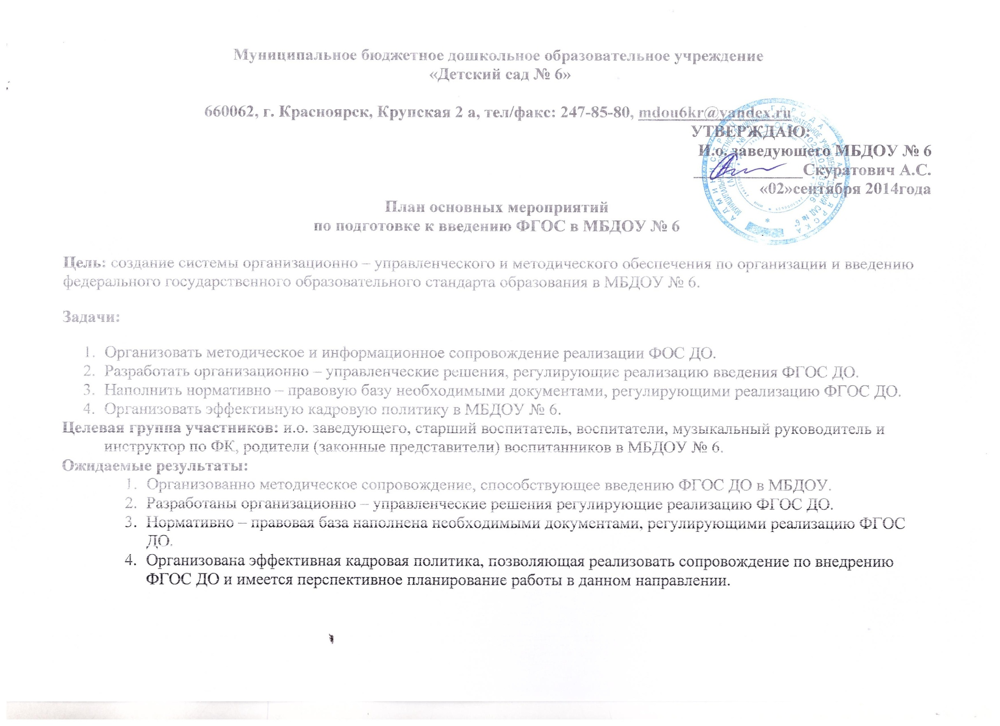 Муниципальное бюджетное дошкольное образовательное учреждение
«Детский сад № 6»
660062, г. Красноярск, Крупская 2 а, тел/факс: 247-85-80, mdou6kr@yandex.ru
УТВЕРЖДАЮ:
И.о. заведующего МБДОУ № 6
______________Скуратович А.С.
«02»сентября 2014года
АДМИНИСТРАЦИЯ ГОРОДА КРАСНОЯРСКА
План основных мероприятий
по подготовке к введению ФГОС в МБДОУ № 6
Цель: создание системы организационно – управленческого и методического обеспечения по организации и введению
федерального государственного образовательного стандарта образования в МБДОУ № 6.
Задачи:
1. Организовать методическое и информационное сопровождение реализации ФОС ДО.
2. Разработать организационно – управленческие решения, регулирующие реализацию введения ФГОС ДО.
3. Наполнить нормативно – правовую базу необходимыми документами, регулирующими реализацию ФГОС ДО.
4. Организовать эффективную кадровую политику в МБДОУ № 6.
Целевая группа участников: и.о. заведующего, старший воспитатель, воспитатели, музыкальный руководитель и
инструктор по ФК, родители (законные представители) воспитанников в МБДОУ № 6.
Ожидаемые результаты:
1. Организованно методическое сопровождение, способствующее введению ФГОС ДО в МБДОУ.
2. Разработаны организационно – управленческие решения регулирующие реализацию ФГОС ДО.
3. Нормативно – правовая база наполнена необходимыми документами, регулирующими реализацию ФГОС
ДО.
4. Организована эффективная кадровая политика, позволяющая реализовать сопровождение по внедрению
ФГОС ДО и имеется перспективное планирование работы в данном направлении.